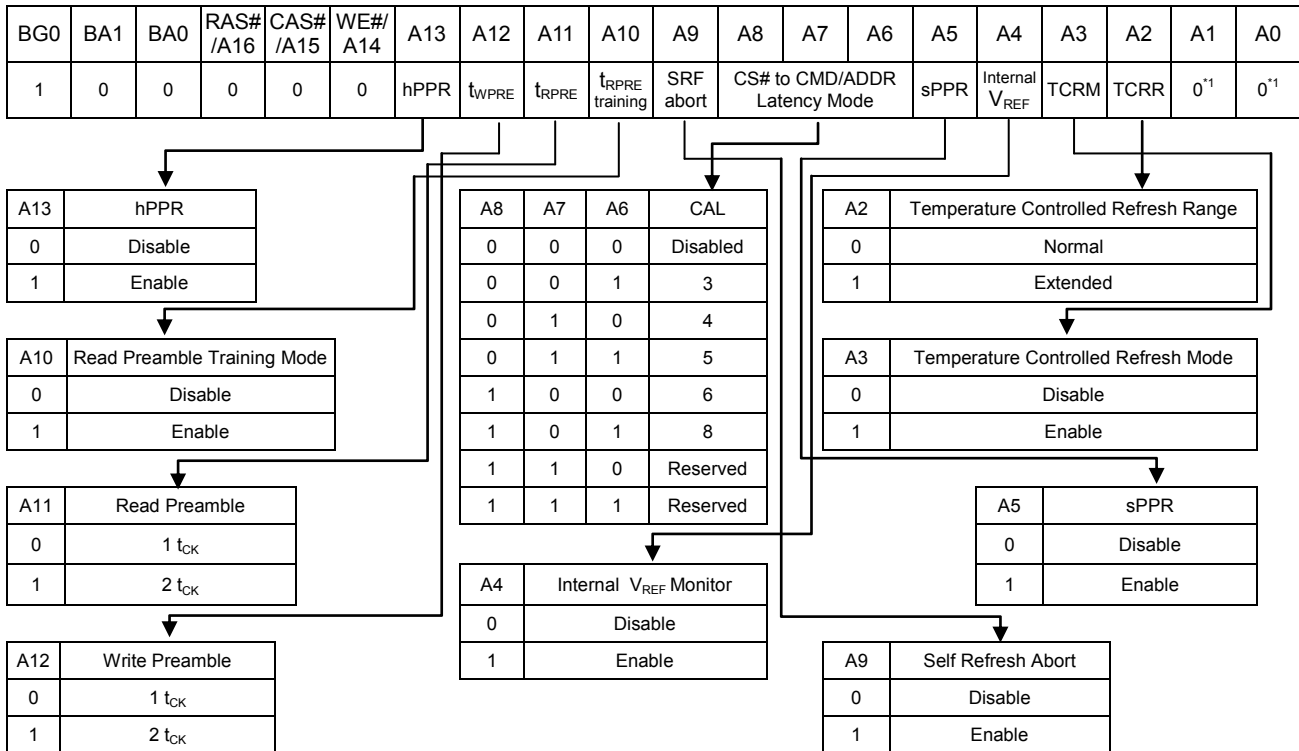 BG0 BA1 BA0 RAS# /A16 CAS# /A15 WE#/ A14 A13 A12 A11 A10 A9 A8 A7 A6 A5 A4 A3 A2 A1 A0
1 0 0 0 0 0 hPPR tWPRE tRPRE tRPRE training SRF abort CS# to CMD/ADDR Latency Mode sPPR Internal VREF TCRM TCRR 0*1 0*1
A13 hPPR
0 Disable
1 Enable
A8 A7 A6 CAL
0 0 0 Disabled
0 0 1 3
0 1 0 4
0 1 1 5
1 0 0 6
1 0 1 8
1 1 0 Reserved
1 1 1 Reserved
A2 Temperature Controlled Refresh Range
0 Normal
1 Extended
A10 Read Preamble Training Mode
0 Disable
1 Enable
A3 Temperature Controlled Refresh Mode
0 Disable
1 Enable
A11 Read Preamble
0 1 tCK
1 2 tCK
A5 sPPR
0 Disable
1 Enable
A4 Internal VREF Monitor
0 Disable
1 Enable
A12 Write Preamble
0 1 tCK
1 2 tCK
A9 Self Refresh Abort
0 Disable
1 Enable